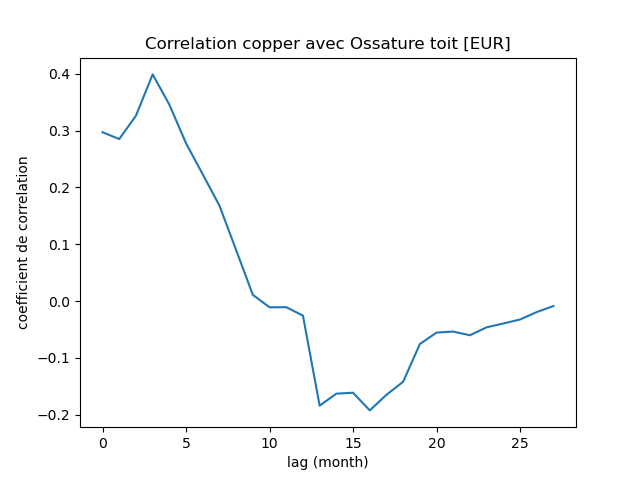 Correlation copper avec Ossature toit [EUR]
0.4
0.3
0.2
0.1
0.0
−0.1
−0.2
coefficient de correlation
0 5 10 15 20 25
lag (month)